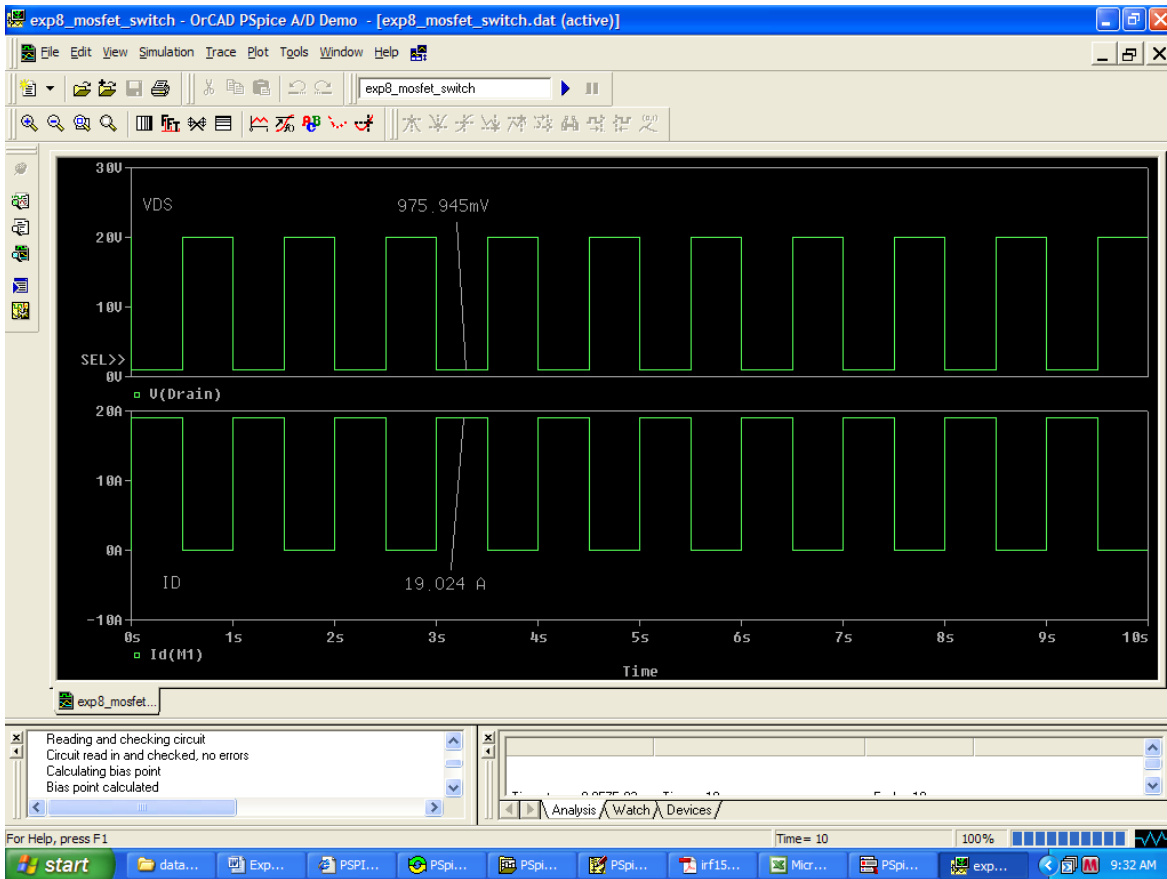 exp8_mosfet_switch - OrCAD PSpice A/D Demo - [exp8_mosfet_switch.dat (active)]
File Edit View Simulation Trace Plot Tools Window Help
exp8_mosfet_switch
30V
VDS
975.945mV
20V
10V
SEL>>
0V
V(Drain)
20A
10A
0A
ID
19.024 A
-10A
0s 1s 2s 3s 4s 5s 6s 7s 8s 9s 10s
Id(M1)
Time
exp8_mosfet...
Reading and checking circuit
Circuit read in and checked, no errors
Calculating bias point
Bias point calculated
Analysis Watch Devices
For Help, press F1
Time= 10
100%
start
data...
Exp...
PSPI...
PSpi...
PSpi...
PSpi...
irf15...
Micr...
PSpi...
exp...
9:32 AM